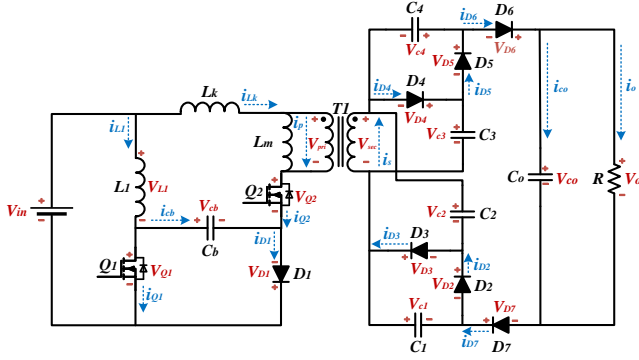 C4
iD6
D6
Vc4
VD6
VD5
D5
iD5
iD4
D4
VD4
Vc3
C3
Lk
iLk
T1
iL1
Lm
ip
Vpri
Vsec
is
ico
io
L1
VL1
Vin
Q2
VQ2
iQ2
icb
Vcb
Cb
iD1
VD1
D1
Q1
VQ1
iQ1
Vc2
C2
iD3
D3
VD3
iD2
VD2
D2
Co
Vco
R
Vo
Vc1
C1
VD7
iD7
D7